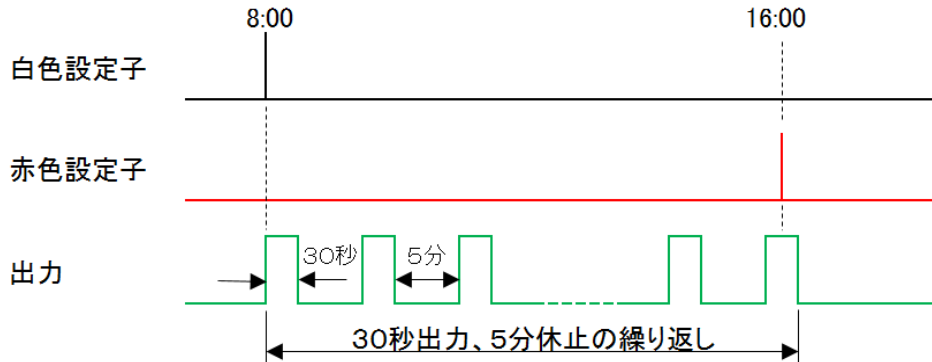 8:00 16:00
白色設定子
赤色設定子
出力
30秒 5分
30秒出力、5分休止の繰り返し